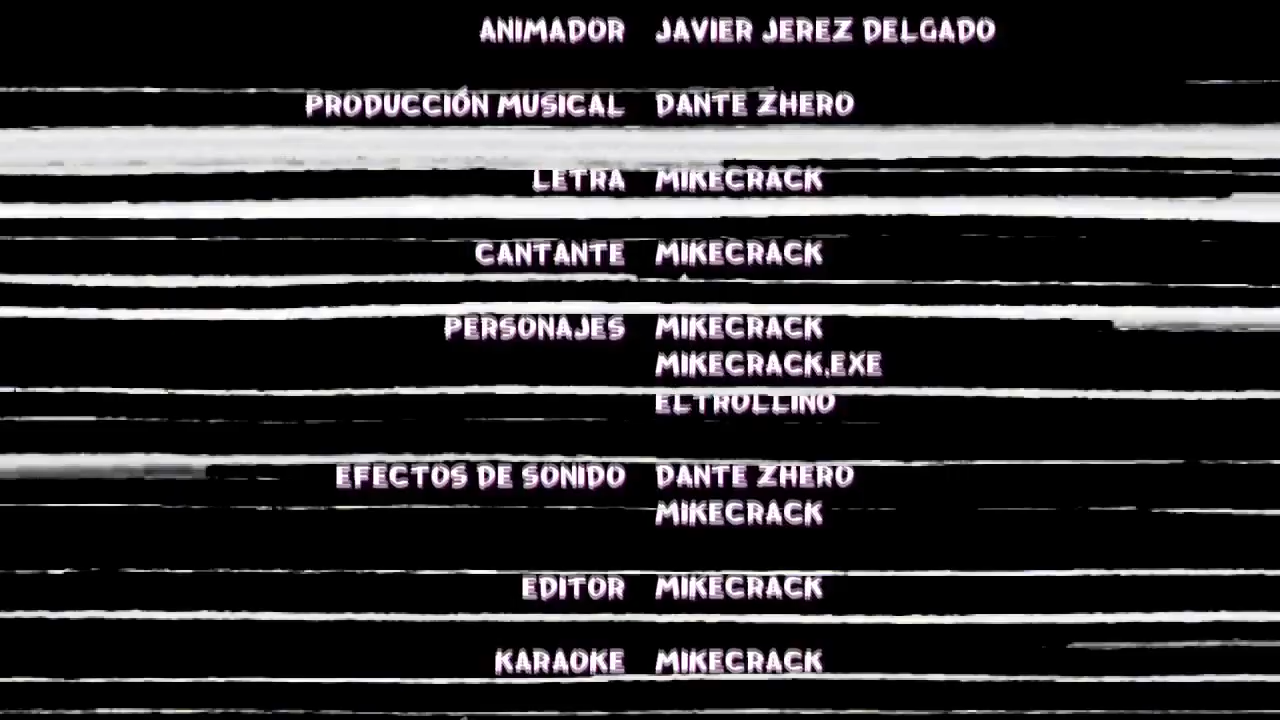 ANIMADOR JAVIER JEREZ DELGADO
PRODUCCIÓN MUSICAL DANTE ZHERO
LETRA MIKECRACK
CANTANTE MIKECRACK
PERSONAJES MIKECRACK
MIKECRACK.EXE
ELTROLLINO
EFECTOS DE SONIDO DANTE ZHERO
MIKECRACK
EDITOR MIKECRACK
KARAOKE MIKECRACK